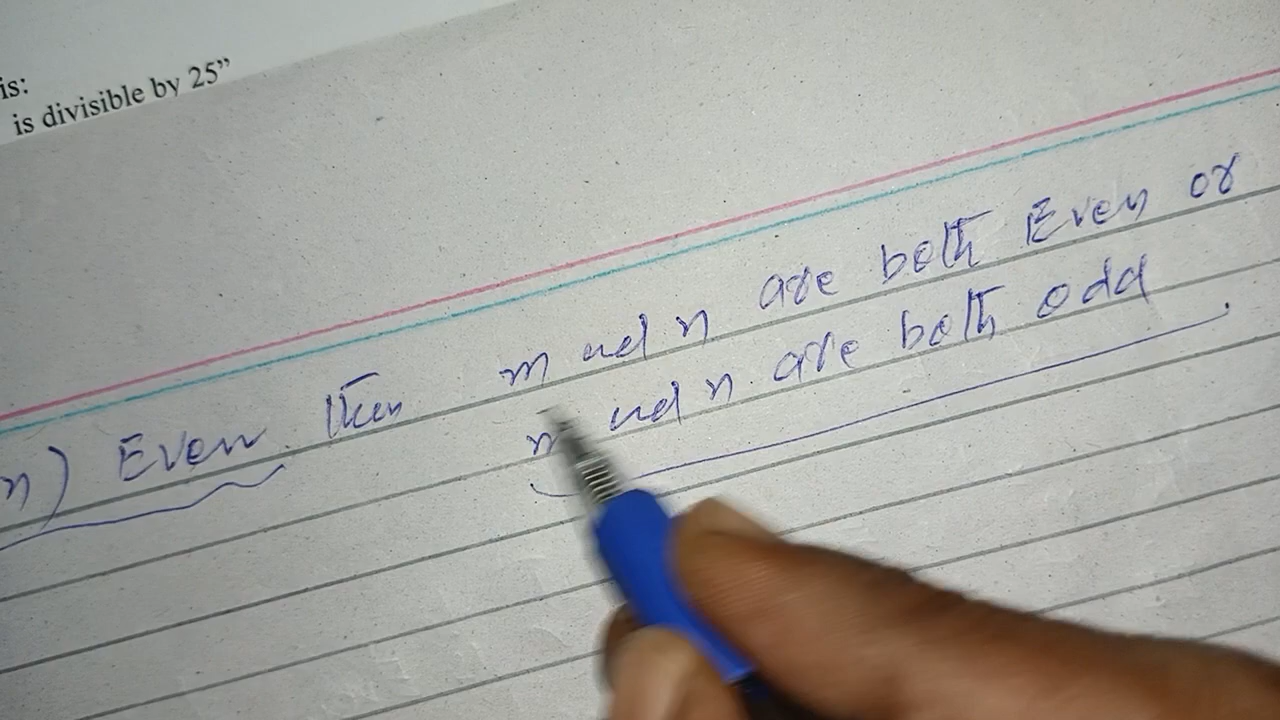 is:
is divisible by 25”
n) Even then m and n are both Even or
m and n are both odd.